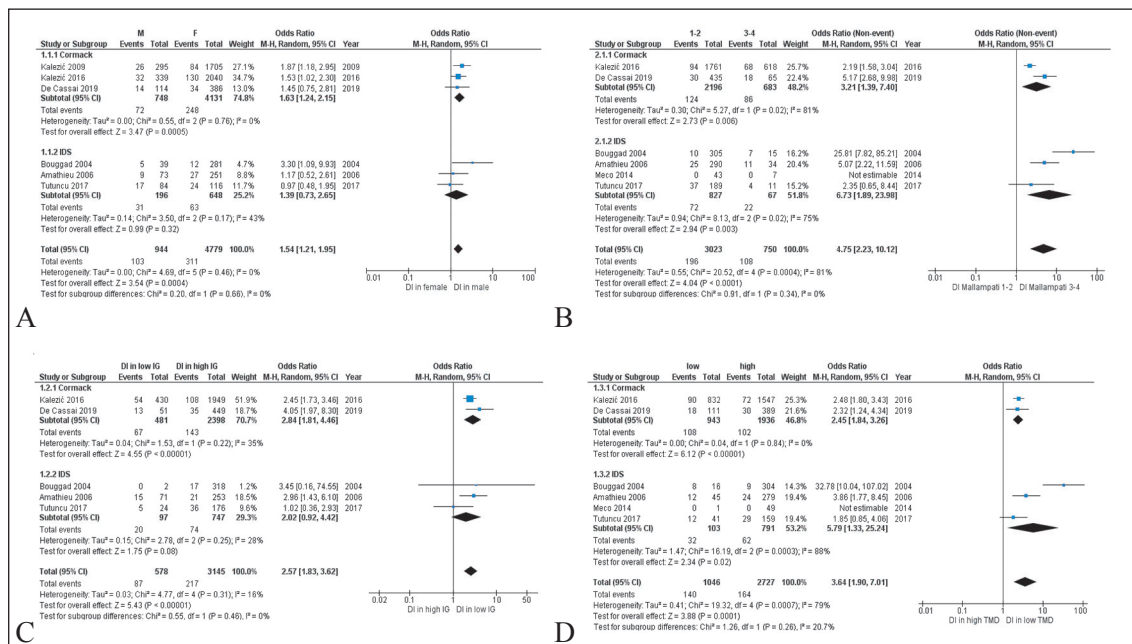 M F Odds Ratio Odds Ratio
Study or Subgroup Events Total Events Total Weight M-H, Random, 95% CI Year M-H, Random, 95% CI
1.1.1 Cormack
Kalezić 2009 26 295 84 1705 27.1% 1.87 [1.18, 2.95] 2009
Kalezić 2016 32 339 130 2040 34.7% 1.53 [1.02, 2.30] 2016
De Cassai 2019 14 114 34 386 13.0% 1.45 [0.75, 2.81] 2019
Subtotal (95% CI) 748 4131 74.8% 1.63 [1.24, 2.15]
Total events 72 248
Heterogeneity: Tau² = 0.00; Chi² = 0.55, df = 2 (P = 0.76); I² = 0%
Test for overall effect: Z = 3.47 (P = 0.0005)
1.1.2 IDS
Bouggad 2004 5 39 12 281 4.7% 3.30 [1.09, 9.93] 2004
Amathieu 2006 9 73 27 251 8.9% 1.17 [0.52, 2.61] 2006
Tutuncu 2017 17 84 24 116 11.6% 0.97 [0.48, 1.95] 2017
Subtotal (95% CI) 196 648 25.2% 1.39 [0.73, 2.65]
Total events 31 63
Heterogeneity: Tau² = 0.14; Chi² = 3.50, df = 2 (P = 0.17); I² = 43%
Test for overall effect: Z = 0.99 (P = 0.32)
Total (95% CI) 944 4779 100.0% 1.54 [1.21, 1.95]
Total events 103 311
Heterogeneity: Tau² = 0.00; Chi² = 4.69, df = 5 (P = 0.46); I² = 0%
Test for overall effect: Z = 3.54 (P = 0.0004)
Test for subgroup differences: Chi² = 0.20, df = 1 (P = 0.66), I² = 0%
0.01 0.1 1 10 100
DI in female DI in male
A
1-2 3-4 Odds Ratio (Non-event) Odds Ratio (Non-event)
Study or Subgroup Events Total Events Total Weight M-H, Random, 95% CI Year M-H, Random, 95% CI
2.1.1 Cormack
Kalezić 2016 94 1761 68 618 25.7% 2.19 [1.58, 3.04] 2016
De Cassai 2019 30 435 18 65 22.4% 5.17 [2.68, 9.98] 2019
Subtotal (95% CI) 2196 683 48.2% 3.21 [1.39, 7.40]
Total events 124 86
Heterogeneity: Tau² = 0.30; Chi² = 5.27, df = 1 (P = 0.02); I² = 81%
Test for overall effect: Z = 2.73 (P = 0.006)
2.1.2 IDS
Bouggad 2004 10 305 7 15 15.2% 25.81 [7.82, 85.21] 2004
Amathieu 2006 25 290 11 34 20.4% 5.07 [2.22, 11.59] 2006
Meco 2014 0 43 0 7 Not estimable 2014
Tutuncu 2017 37 189 4 11 16.2% 2.35 [0.65, 8.44] 2017
Subtotal (95% CI) 827 67 51.8% 6.73 [1.89, 23.98]
Total events 72 22
Heterogeneity: Tau² = 0.94; Chi² = 8.13, df = 2 (P = 0.02); I² = 75%
Test for overall effect: Z = 2.94 (P = 0.003)
Total (95% CI) 3023 750 100.0% 4.75 [2.23, 10.12]
Total events 196 108
Heterogeneity: Tau² = 0.55; Chi² = 20.52, df = 4 (P = 0.0004); I² = 81%
Test for overall effect: Z = 4.04 (P < 0.0001)
Test for subgroup differences: Chi² = 0.91, df = 1 (P = 0.34), I² = 0%
0.01 0.1 1 10 100
DI Mallampati 1-2 DI Mallampati 3-4
B
DI in low IG DI in high IG Odds Ratio Odds Ratio
Study or Subgroup Events Total Events Total Weight M-H, Random, 95% CI Year M-H, Random, 95% CI
1.2.1 Cormack
Kalezić 2016 54 430 108 1949 51.9% 2.45 [1.73, 3.46] 2016
De Cassai 2019 13 51 35 449 18.7% 4.05 [1.97, 8.30] 2019
Subtotal (95% CI) 481 2398 70.7% 2.84 [1.81, 4.46]
Total events 67 143
Heterogeneity: Tau² = 0.04; Chi² = 1.53, df = 1 (P = 0.22); I² = 35%
Test for overall effect: Z = 4.55 (P < 0.00001)
1.2.2 IDS
Bouggad 2004 0 2 17 318 1.2% 3.45 [0.16, 74.55] 2004
Amathieu 2006 15 71 21 253 18.5% 2.96 [1.43, 6.10] 2006
Tutuncu 2017 5 24 36 176 9.6% 1.02 [0.36, 2.93] 2017
Subtotal (95% CI) 97 747 29.3% 2.02 [0.92, 4.42]
Total events 20 74
Heterogeneity: Tau² = 0.15; Chi² = 2.78, df = 2 (P = 0.25); I² = 28%
Test for overall effect: Z = 1.75 (P = 0.08)
Total (95% CI) 578 3145 100.0% 2.57 [1.83, 3.62]
Total events 87 217
Heterogeneity: Tau² = 0.03; Chi² = 4.77, df = 4 (P = 0.31); I² = 16%
Test for overall effect: Z = 5.43 (P < 0.00001)
Test for subgroup differences: Chi² = 0.55, df = 1 (P = 0.46), I² = 0%
0.02 0.1 1 10 50
DI in high IG DI in low IG
C
low high Odds Ratio Odds Ratio
Study or Subgroup Events Total Events Total Weight M-H, Random, 95% CI Year M-H, Random, 95% CI
1.3.1 Cormack
Kalezić 2016 90 832 72 1547 25.3% 2.48 [1.80, 3.43] 2016
De Cassai 2019 18 111 30 389 21.6% 2.32 [1.24, 4.34] 2019
Subtotal (95% CI) 943 1936 46.8% 2.45 [1.84, 3.26]
Total events 108 102
Heterogeneity: Tau² = 0.00; Chi² = 0.04, df = 1 (P = 0.84); I² = 0%
Test for overall effect: Z = 6.12 (P < 0.00001)
1.3.2 IDS
Bouggad 2004 8 16 9 304 14.3% 32.78 [10.04, 107.02] 2004
Amathieu 2006 12 45 24 279 19.4% 3.86 [1.77, 8.45] 2006
Meco 2014 0 1 0 49 Not estimable 2014
Tutuncu 2017 12 41 29 159 19.4% 1.85 [0.85, 4.06] 2017
Subtotal (95% CI) 103 791 53.2% 5.79 [1.33, 25.24]
Total events 32 62
Heterogeneity: Tau² = 1.47; Chi² = 16.19, df = 2 (P = 0.0003); I² = 88%
Test for overall effect: Z = 2.34 (P = 0.02)
Total (95% CI) 1046 2727 100.0% 3.64 [1.90, 7.01]
Total events 140 164
Heterogeneity: Tau² = 0.41; Chi² = 19.32, df = 4 (P = 0.0007); I² = 79%
Test for overall effect: Z = 3.88 (P = 0.0001)
Test for subgroup differences: Chi² = 1.26, df = 1 (P = 0.26), I² = 20.7%
0.01 0.1 1 10 100
DI in high TMD DI in low TMD
D